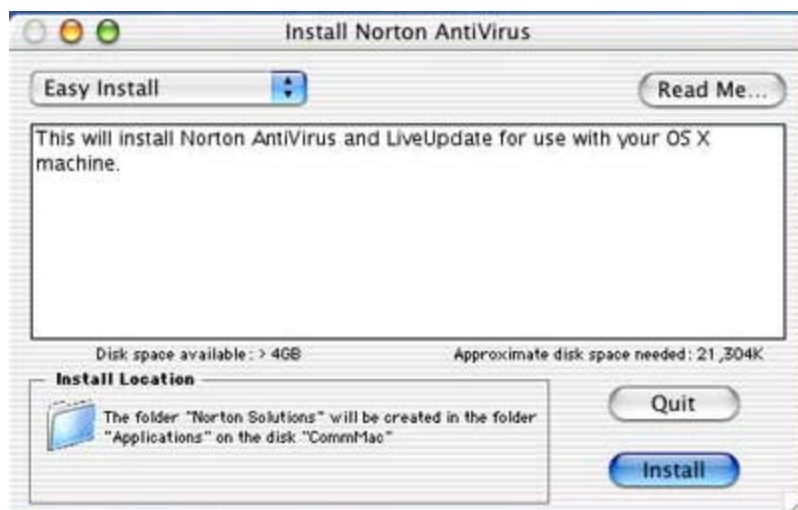 Install Norton AntiVirus
Easy Install
Read Me...
This will install Norton AntiVirus and LiveUpdate for use with your OS X
machine.
Disk space available: > 4GB
Approximate disk space needed: 21,304K
Install Location
The folder "Norton Solutions" will be created in the folder
"Applications" on the disk "CommMac"
Quit
Install